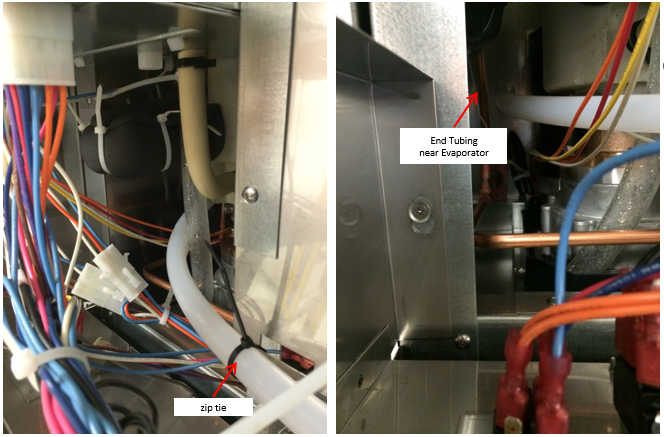 zip tie
End Tubing
near Evaporator